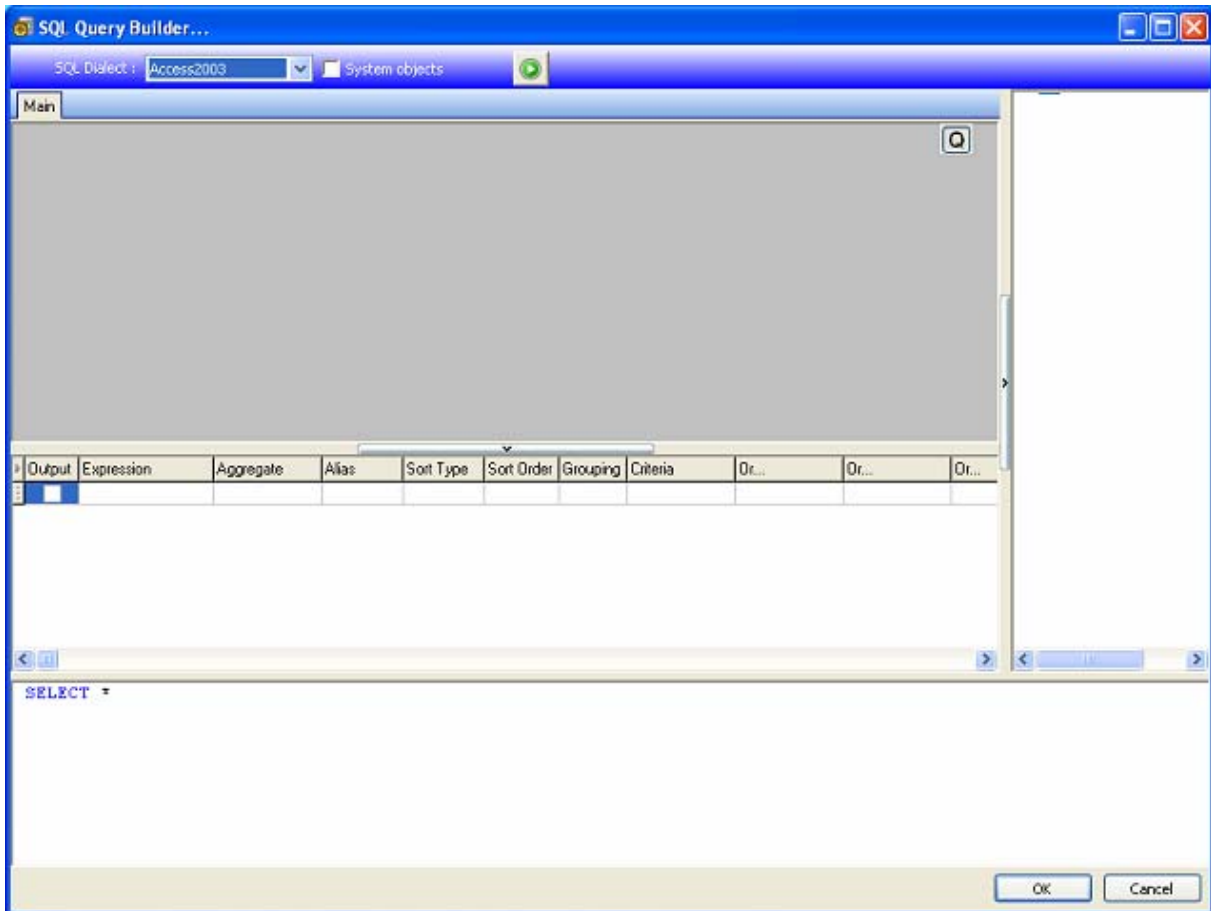 SQL Query Builder...
SQL Dialect : Access2003 System objects
Main
Q
Output Expression Aggregate Alias Sort Type Sort Order Grouping Criteria Or... Or... Or...
SELECT *
OK Cancel